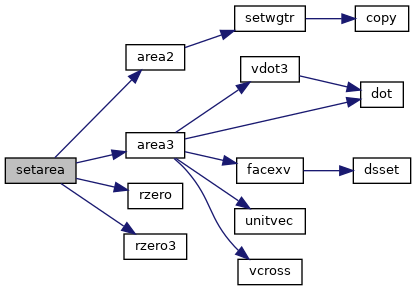 setwgtr
copy
area2
vdot3
dot
area3
setarea
facexv
dsset
rzero
unitvec
rzero3
vcross